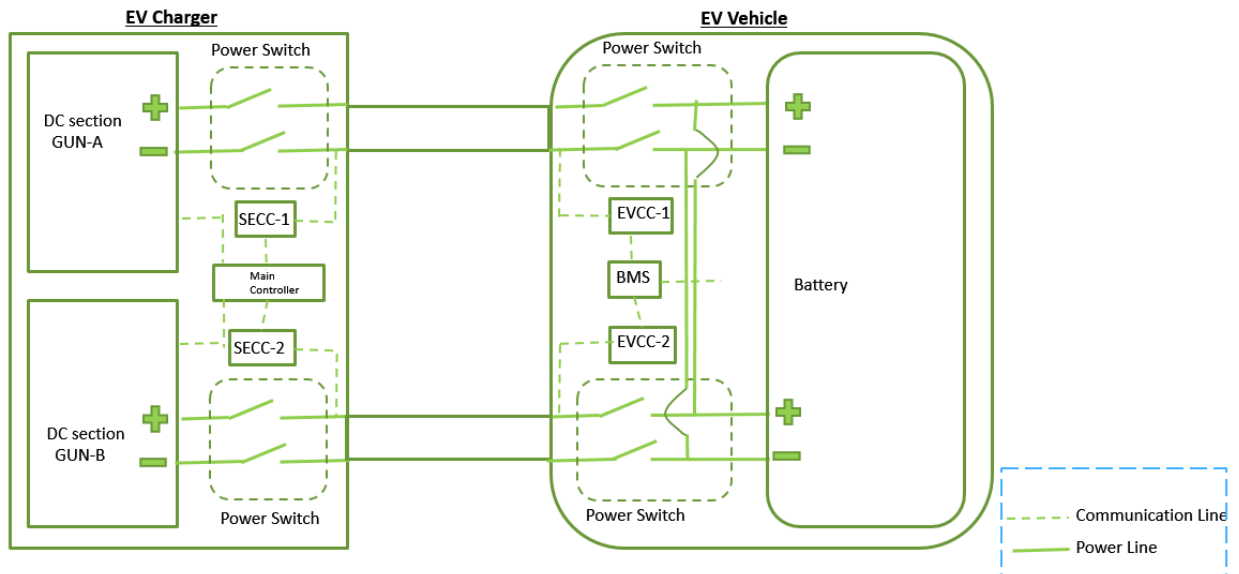 EV Charger
EV Vehicle
Power Switch
Power Switch
DC section
GUN-A
SECC-1
EVCC-1
Main
Controller
BMS
Battery
SECC-2
EVCC-2
DC section
GUN-B
Power Switch
Power Switch
Communication Line
Power Line